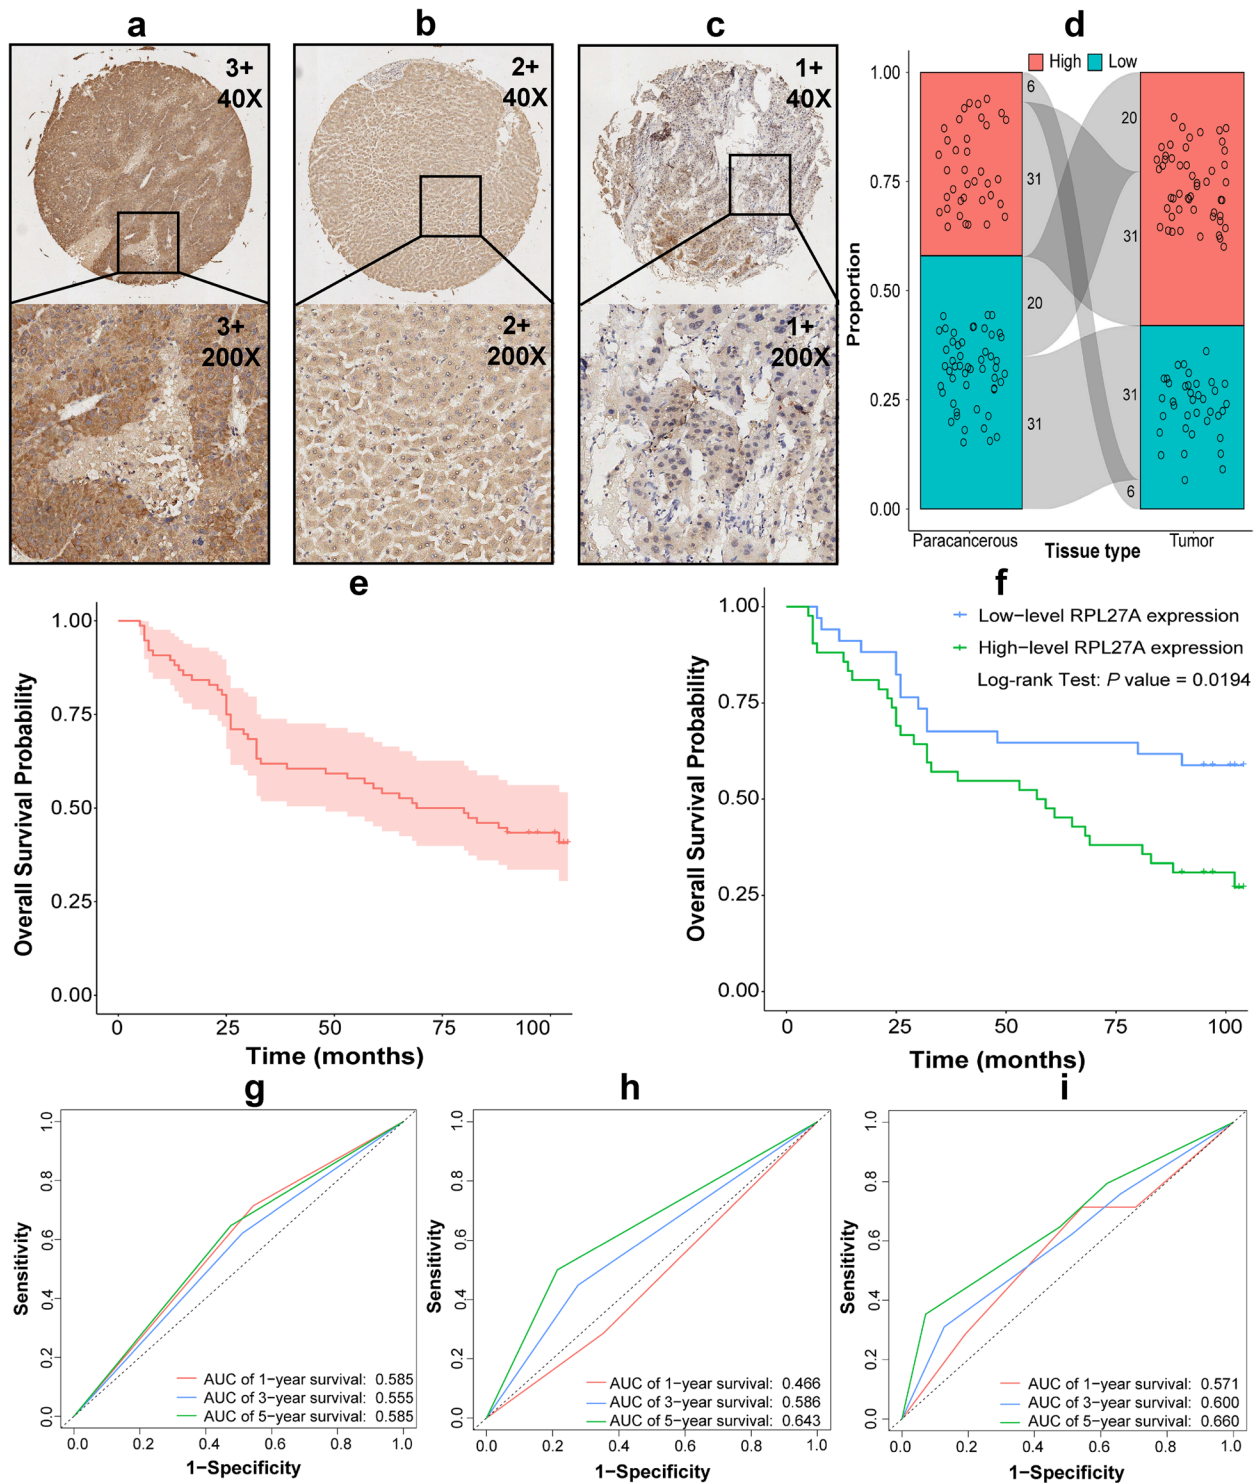 a
b
c
d
3+
40X
2+
40X
1+
40X
3+
200X
2+
200X
1+
200X
High
Low
Proportion
1.00
0.75
0.50
0.25
0.00
6
31
20
31
20
31
31
6
Paracancerous
Tumor
Tissue type
e
Overall Survival Probability
1.00
0.75
0.50
0.25
0.00
0
25
50
75
100
Time (months)
f
Low−level RPL27A expression
High−level RPL27A expression
Log−rank Test: P value = 0.0194
Overall Survival Probability
1.00
0.75
0.50
0.25
0.00
0
25
50
75
100
Time (months)
g
Sensitivity
1.0
0.8
0.6
0.4
0.2
0.0
AUC of 1−year survival: 0.585
AUC of 3−year survival: 0.555
AUC of 5−year survival: 0.585
0.0
0.2
0.4
0.6
0.8
1.0
1−Specificity
h
Sensitivity
1.0
0.8
0.6
0.4
0.2
0.0
AUC of 1−year survival: 0.466
AUC of 3−year survival: 0.586
AUC of 5−year survival: 0.643
0.0
0.2
0.4
0.6
0.8
1.0
1−Specificity
i
Sensitivity
1.0
0.8
0.6
0.4
0.2
0.0
AUC of 1−year survival: 0.571
AUC of 3−year survival: 0.600
AUC of 5−year survival: 0.660
0.0
0.2
0.4
0.6
0.8
1.0
1−Specificity